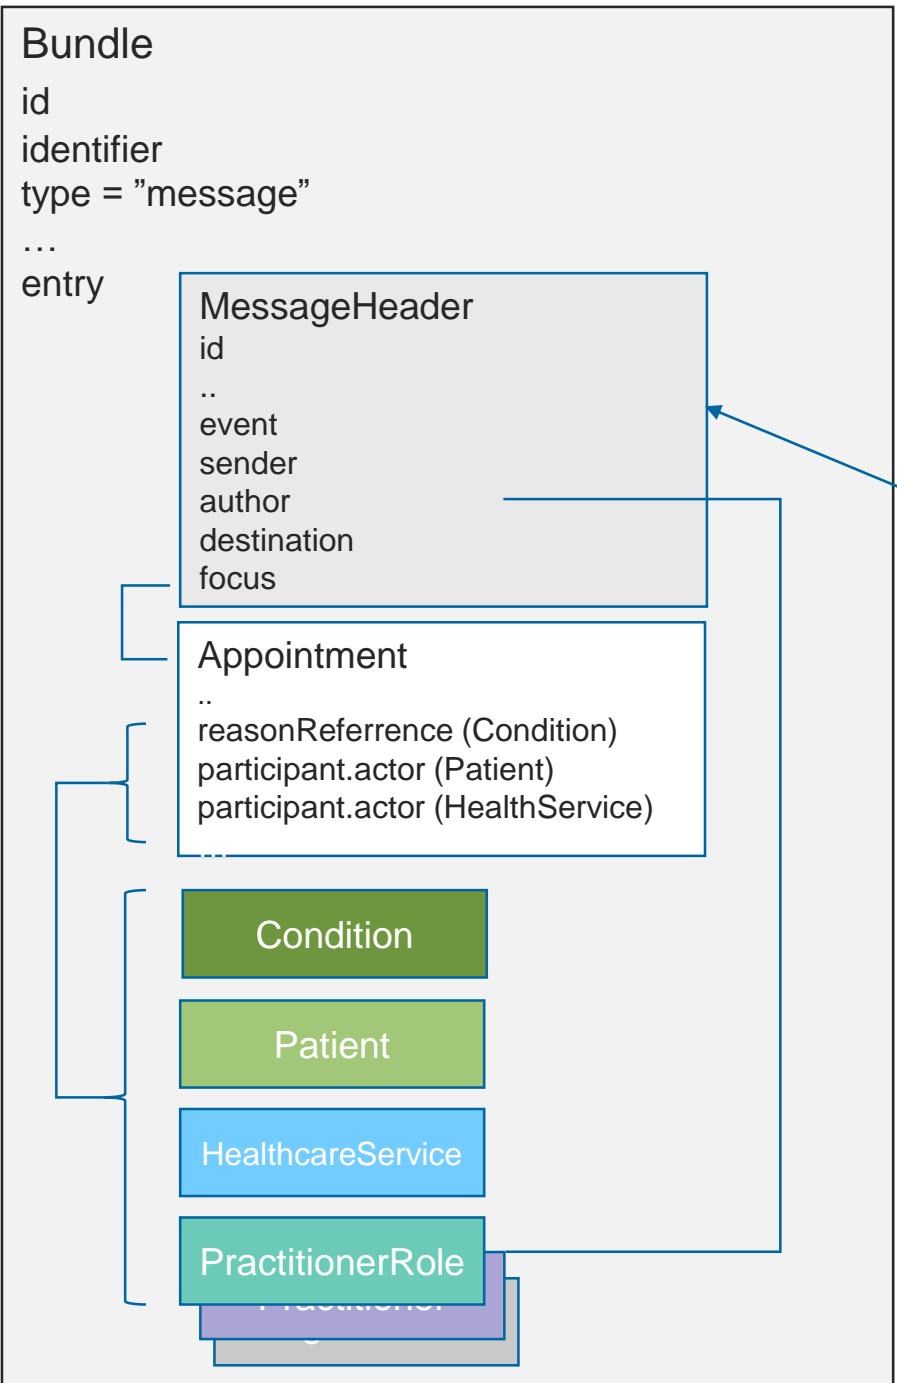 Bundle
id
identifier
type = ”message”
…
entry
MessageHeader
id
..
event
sender
author
destination
focus
Appointment
..
reasonReferrence (Condition)
participant.actor (Patient)
participant.actor (HealthService)
...
Condition
Patient
HealthcareService
PractitionerRole
Practitioner